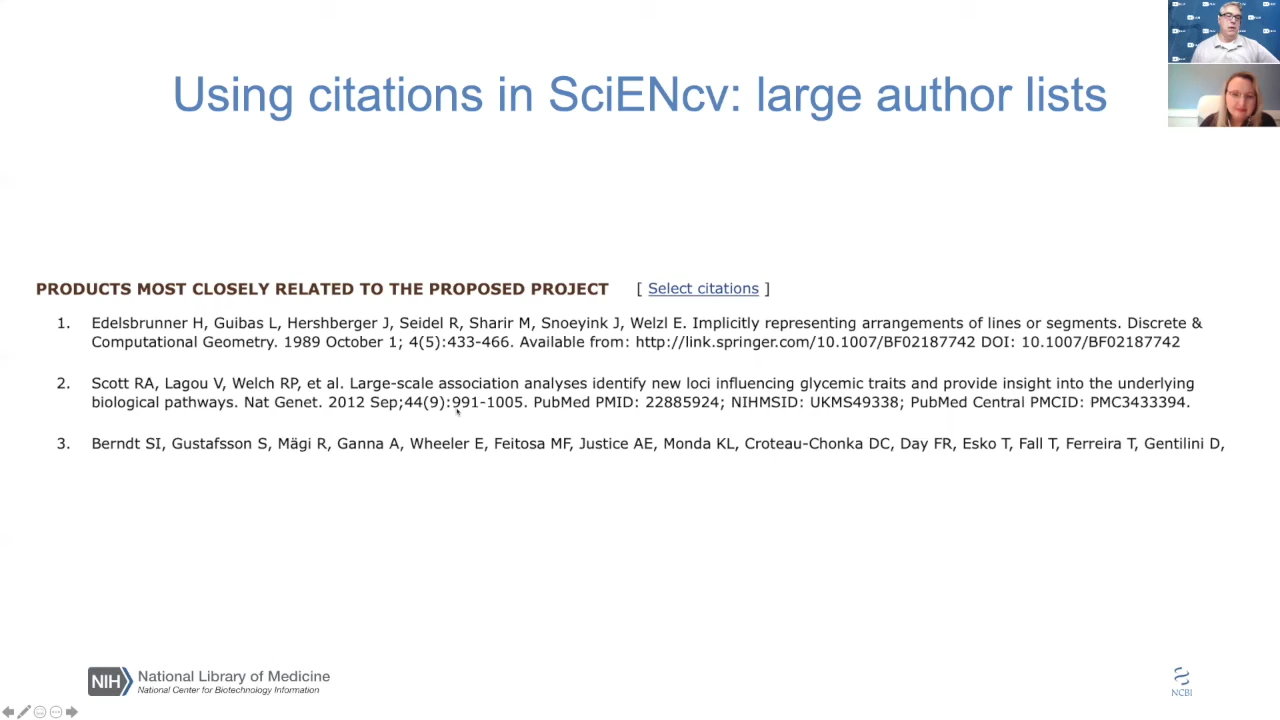 Using citations in SciENcv: large author lists
PRODUCTS MOST CLOSELY RELATED TO THE PROPOSED PROJECT [ Select citations ]
1. Edelsbrunner H, Guibas L, Hershberger J, Seidel R, Sharir M, Snoeyink J, Welzl E. Implicitly representing arrangements of lines or segments. Discrete &
Computational Geometry. 1989 October 1; 4(5):433-466. Available from: http://link.springer.com/10.1007/BF02187742 DOI: 10.1007/BF02187742
2. Scott RA, Lagou V, Welch RP, et al. Large-scale association analyses identify new loci influencing glycemic traits and provide insight into the underlying
biological pathways. Nat Genet. 2012 Sep;44(9):991-1005. PubMed PMID: 22885924; NIHMSID: UKMS49338; PubMed Central PMCID: PMC3433394.
3. Berndt SI, Gustafsson S, Mägi R, Ganna A, Wheeler E, Feitosa MF, Justice AE, Monda KL, Croteau-Chonka DC, Day FR, Esko T, Fall T, Ferreira T, Gentilini D,
NIH National Library of Medicine
National Center for Biotechnology Information
NCBI